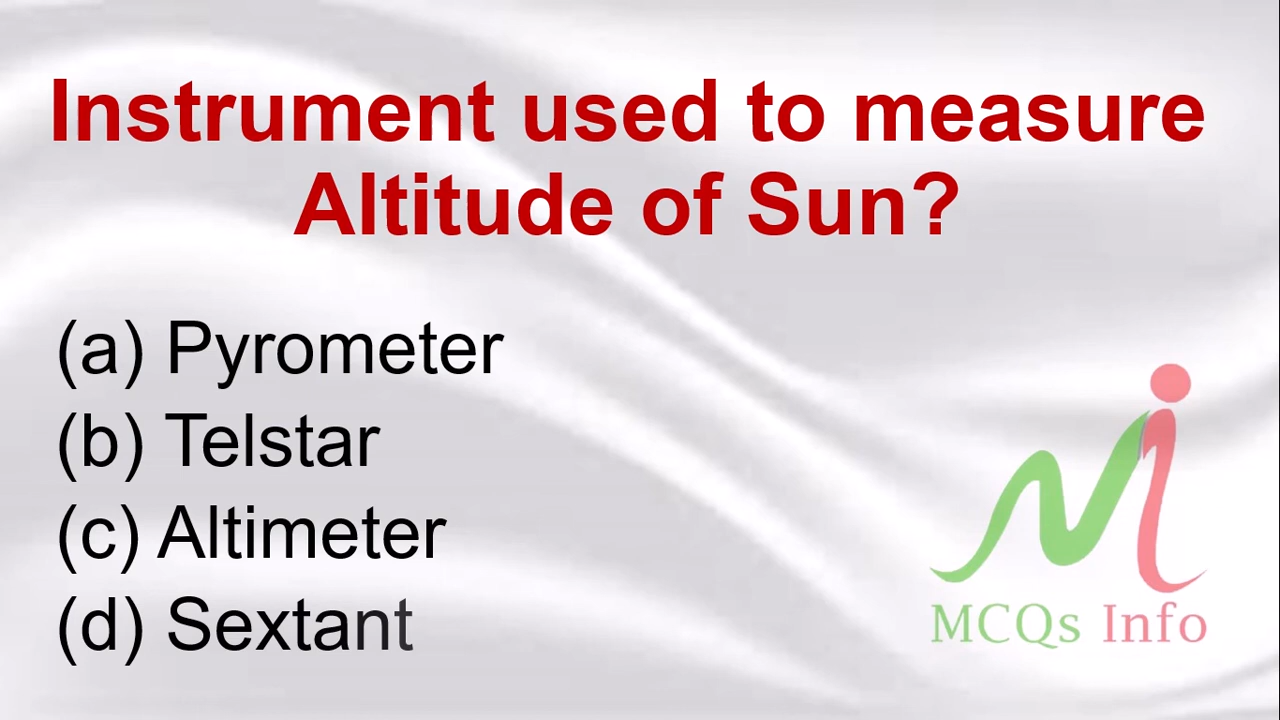 Instrument used to measure
Altitude of Sun?
(a) Pyrometer
(b) Telstar
(c) Altimeter
(d) Sextant
MCQs Info